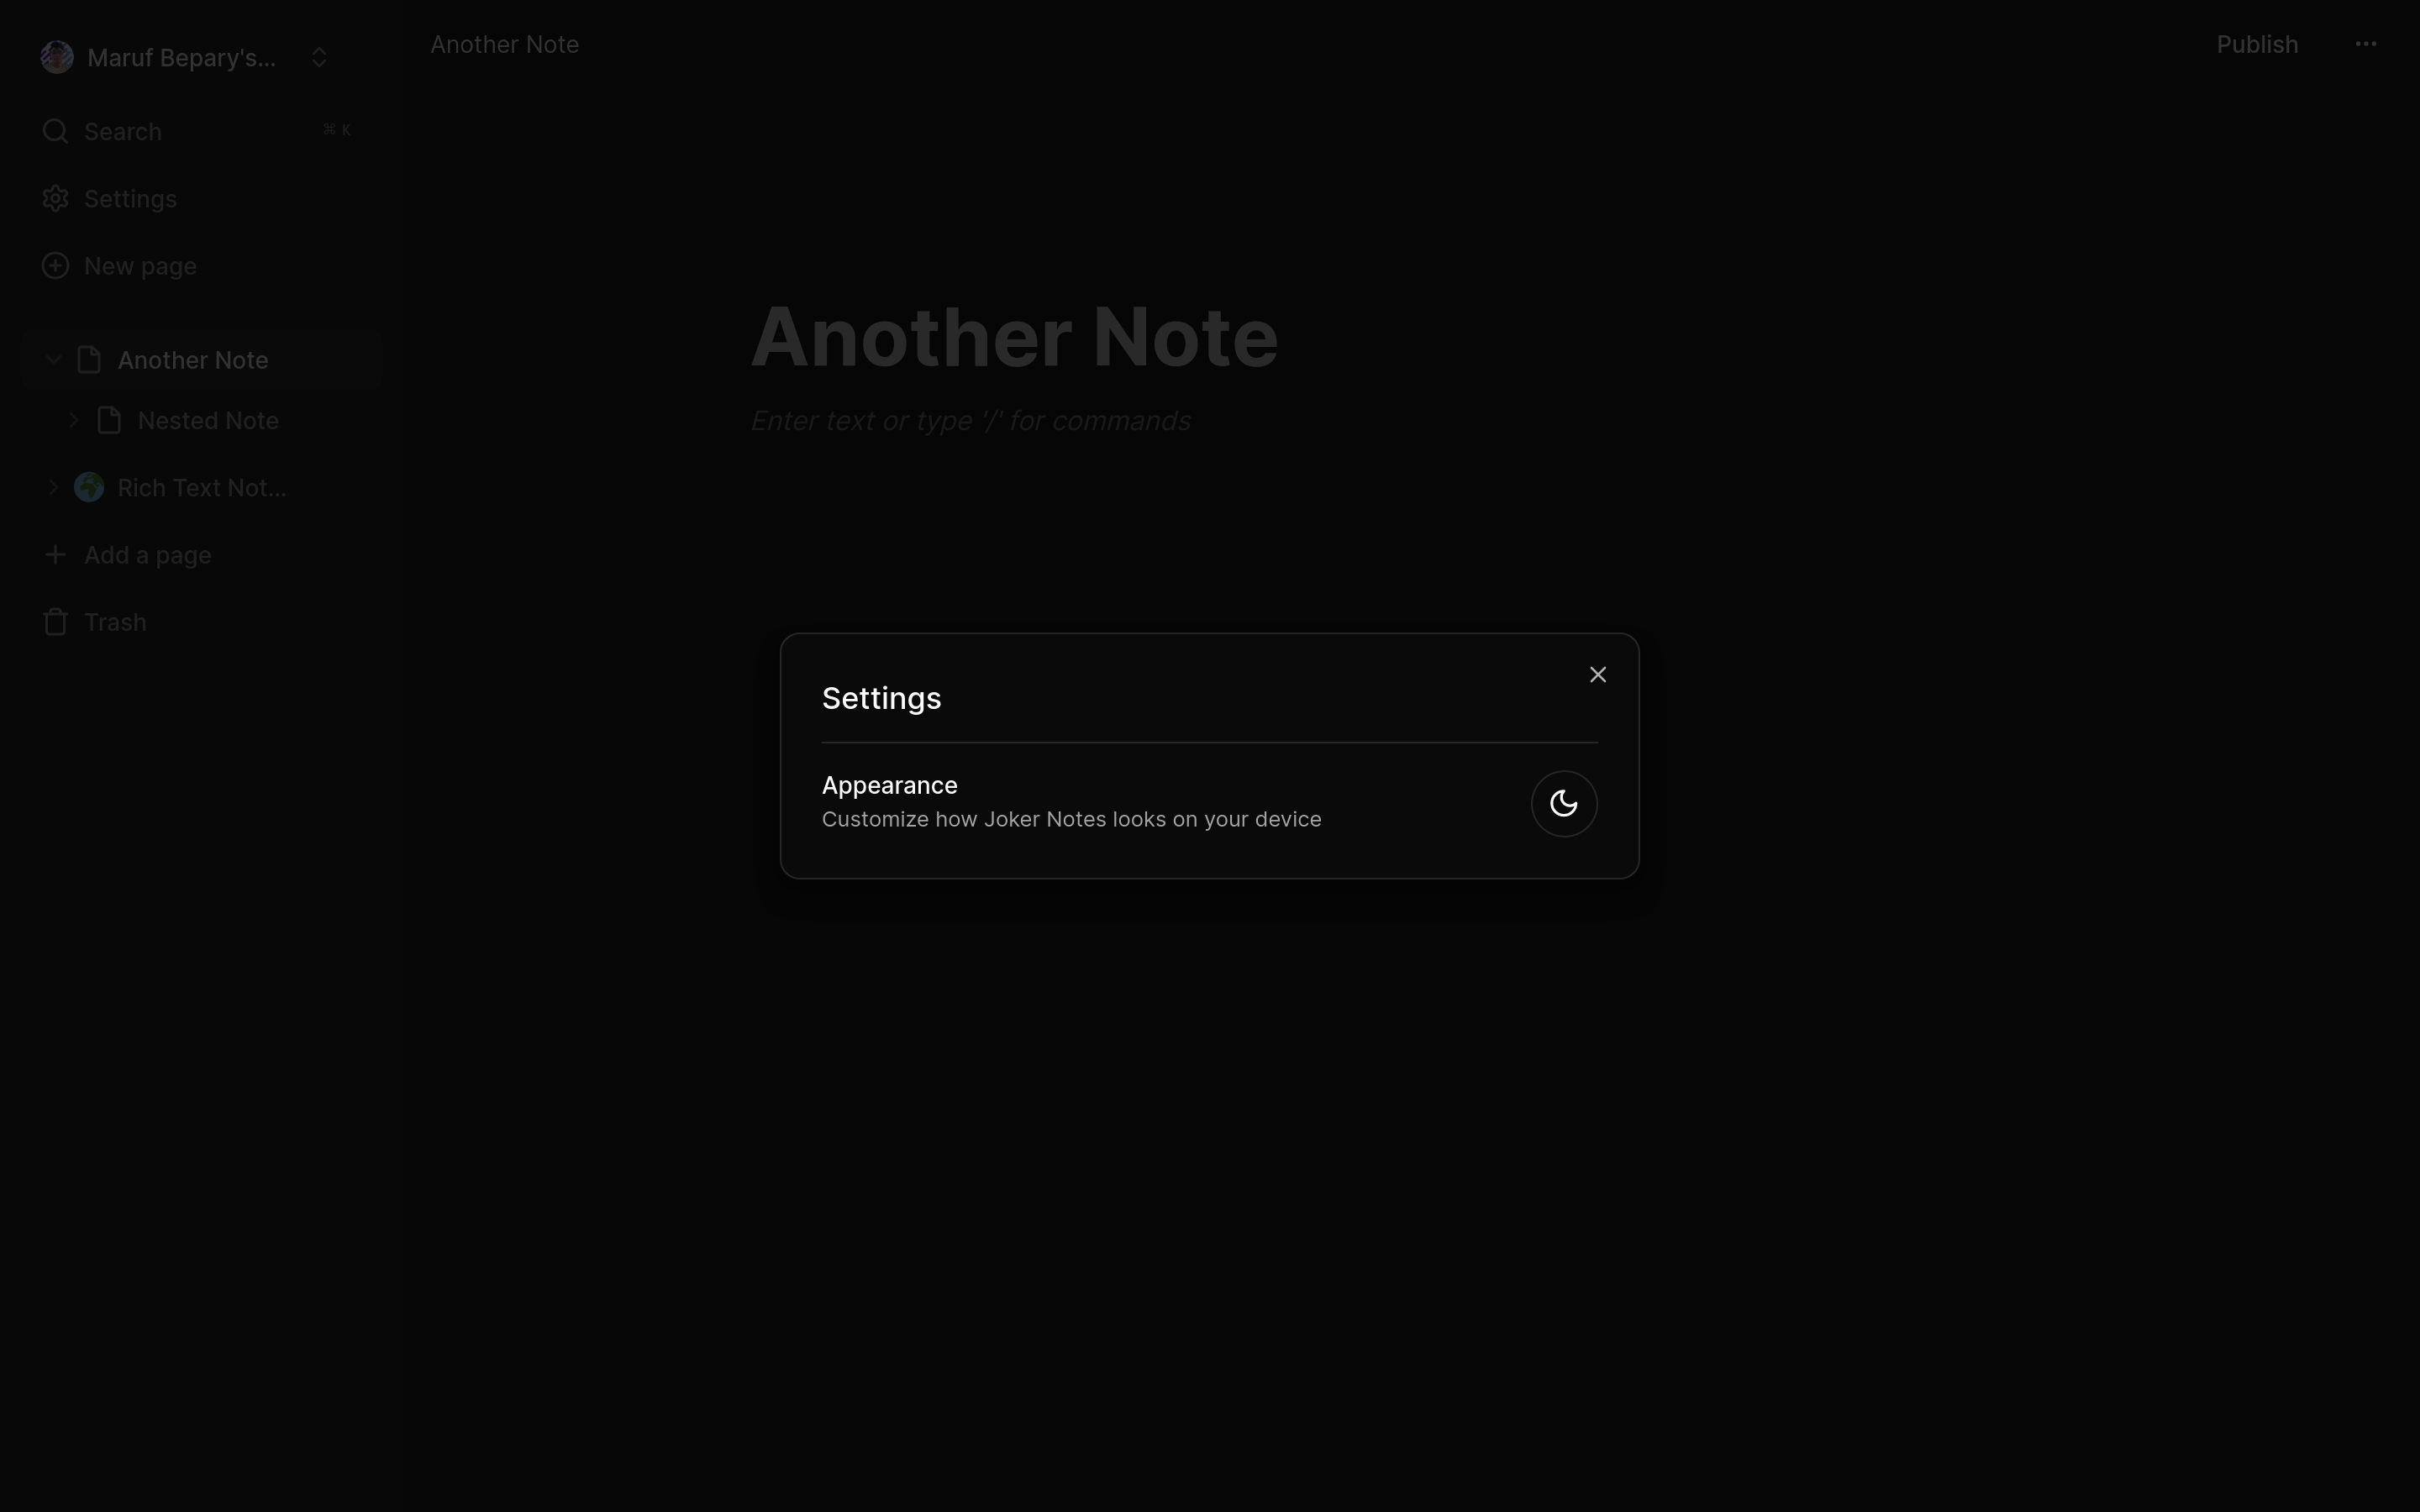 Maruf Bepary's...
Search ⌘ K
Settings
New page
Another Note
Nested Note
Rich Text Not...
Add a page
Trash
Another Note
Publish
Another Note
Enter text or type '/' for commands
Settings
Appearance
Customize how Joker Notes looks on your device